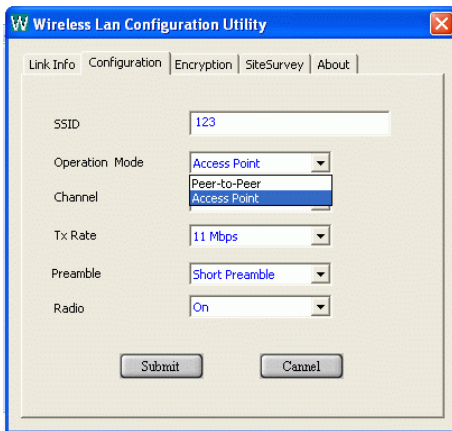 W Wireless Lan Configuration Utility
Link Info Configuration Encryption SiteSurvey About
SSID 123
Operation Mode Access Point
Peer-to-Peer
Channel Access Point
Tx Rate 11 Mbps
Preamble Short Preamble
Radio On
Submit Cannel